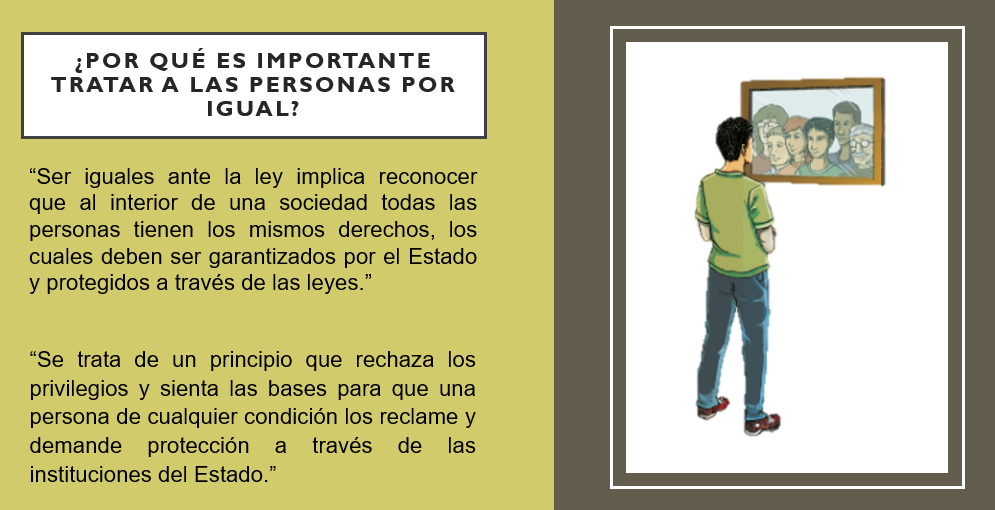 ¿POR QUÉ ES IMPORTANTE
TRATAR A LAS PERSONAS POR
IGUAL?
“Ser iguales ante la ley implica reconocer
que al interior de una sociedad todas las
personas tienen los mismos derechos, los
cuales deben ser garantizados por el Estado
y protegidos a través de las leyes.”
“Se trata de un principio que rechaza los
privilegios y sienta las bases para que una
persona de cualquier condición los reclame y
demande protección a través de las
instituciones del Estado.”